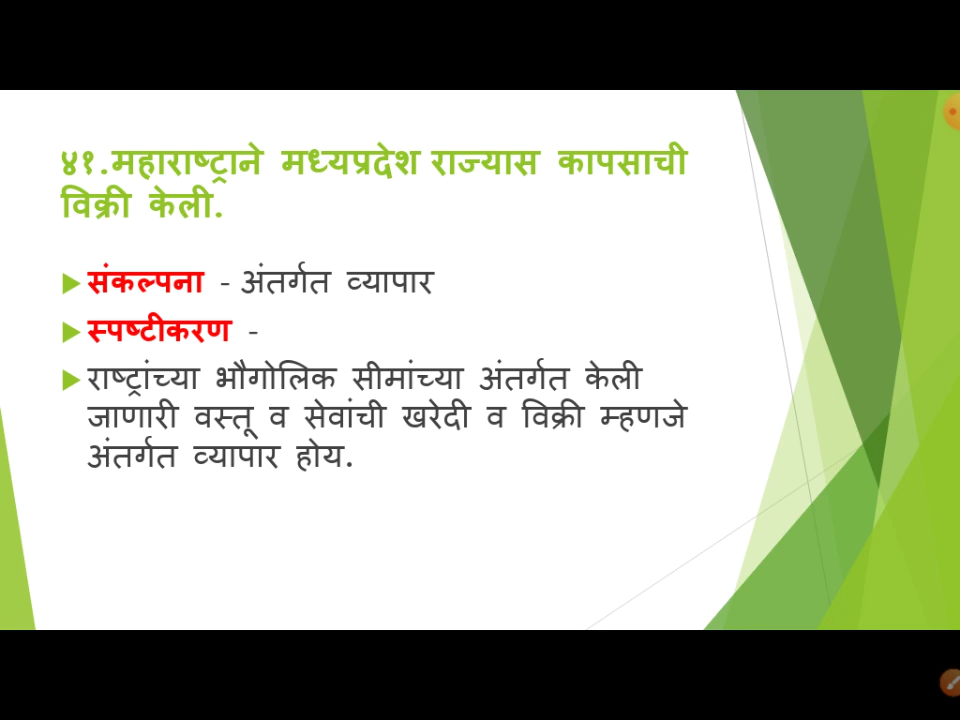 ४१.महाराष्ट्राने मध्यप्रदेश राज्यास कापसाची
विक्री केली.
संकल्पना - अंतर्गत व्यापार
स्पष्टीकरण -
राष्ट्रांच्या भौगोलिक सीमांच्या अंतर्गत केली
जाणारी वस्तू व सेवांची खरेदी व विक्री म्हणजे
अंतर्गत व्यापार होय.